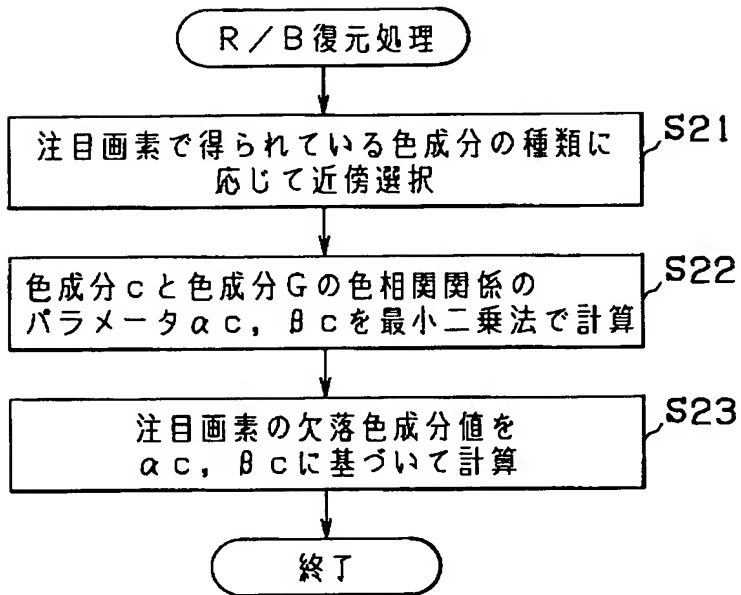 R/B復元処理
注目画素で得られている色成分の種類に
応じて近傍選択
S21
色成分cと色成分Gの色相関関係の
パラメータαc,βcを最小二乗法で計算
S22
注目画素の欠落色成分値を
αc,βcに基づいて計算
S23
終了